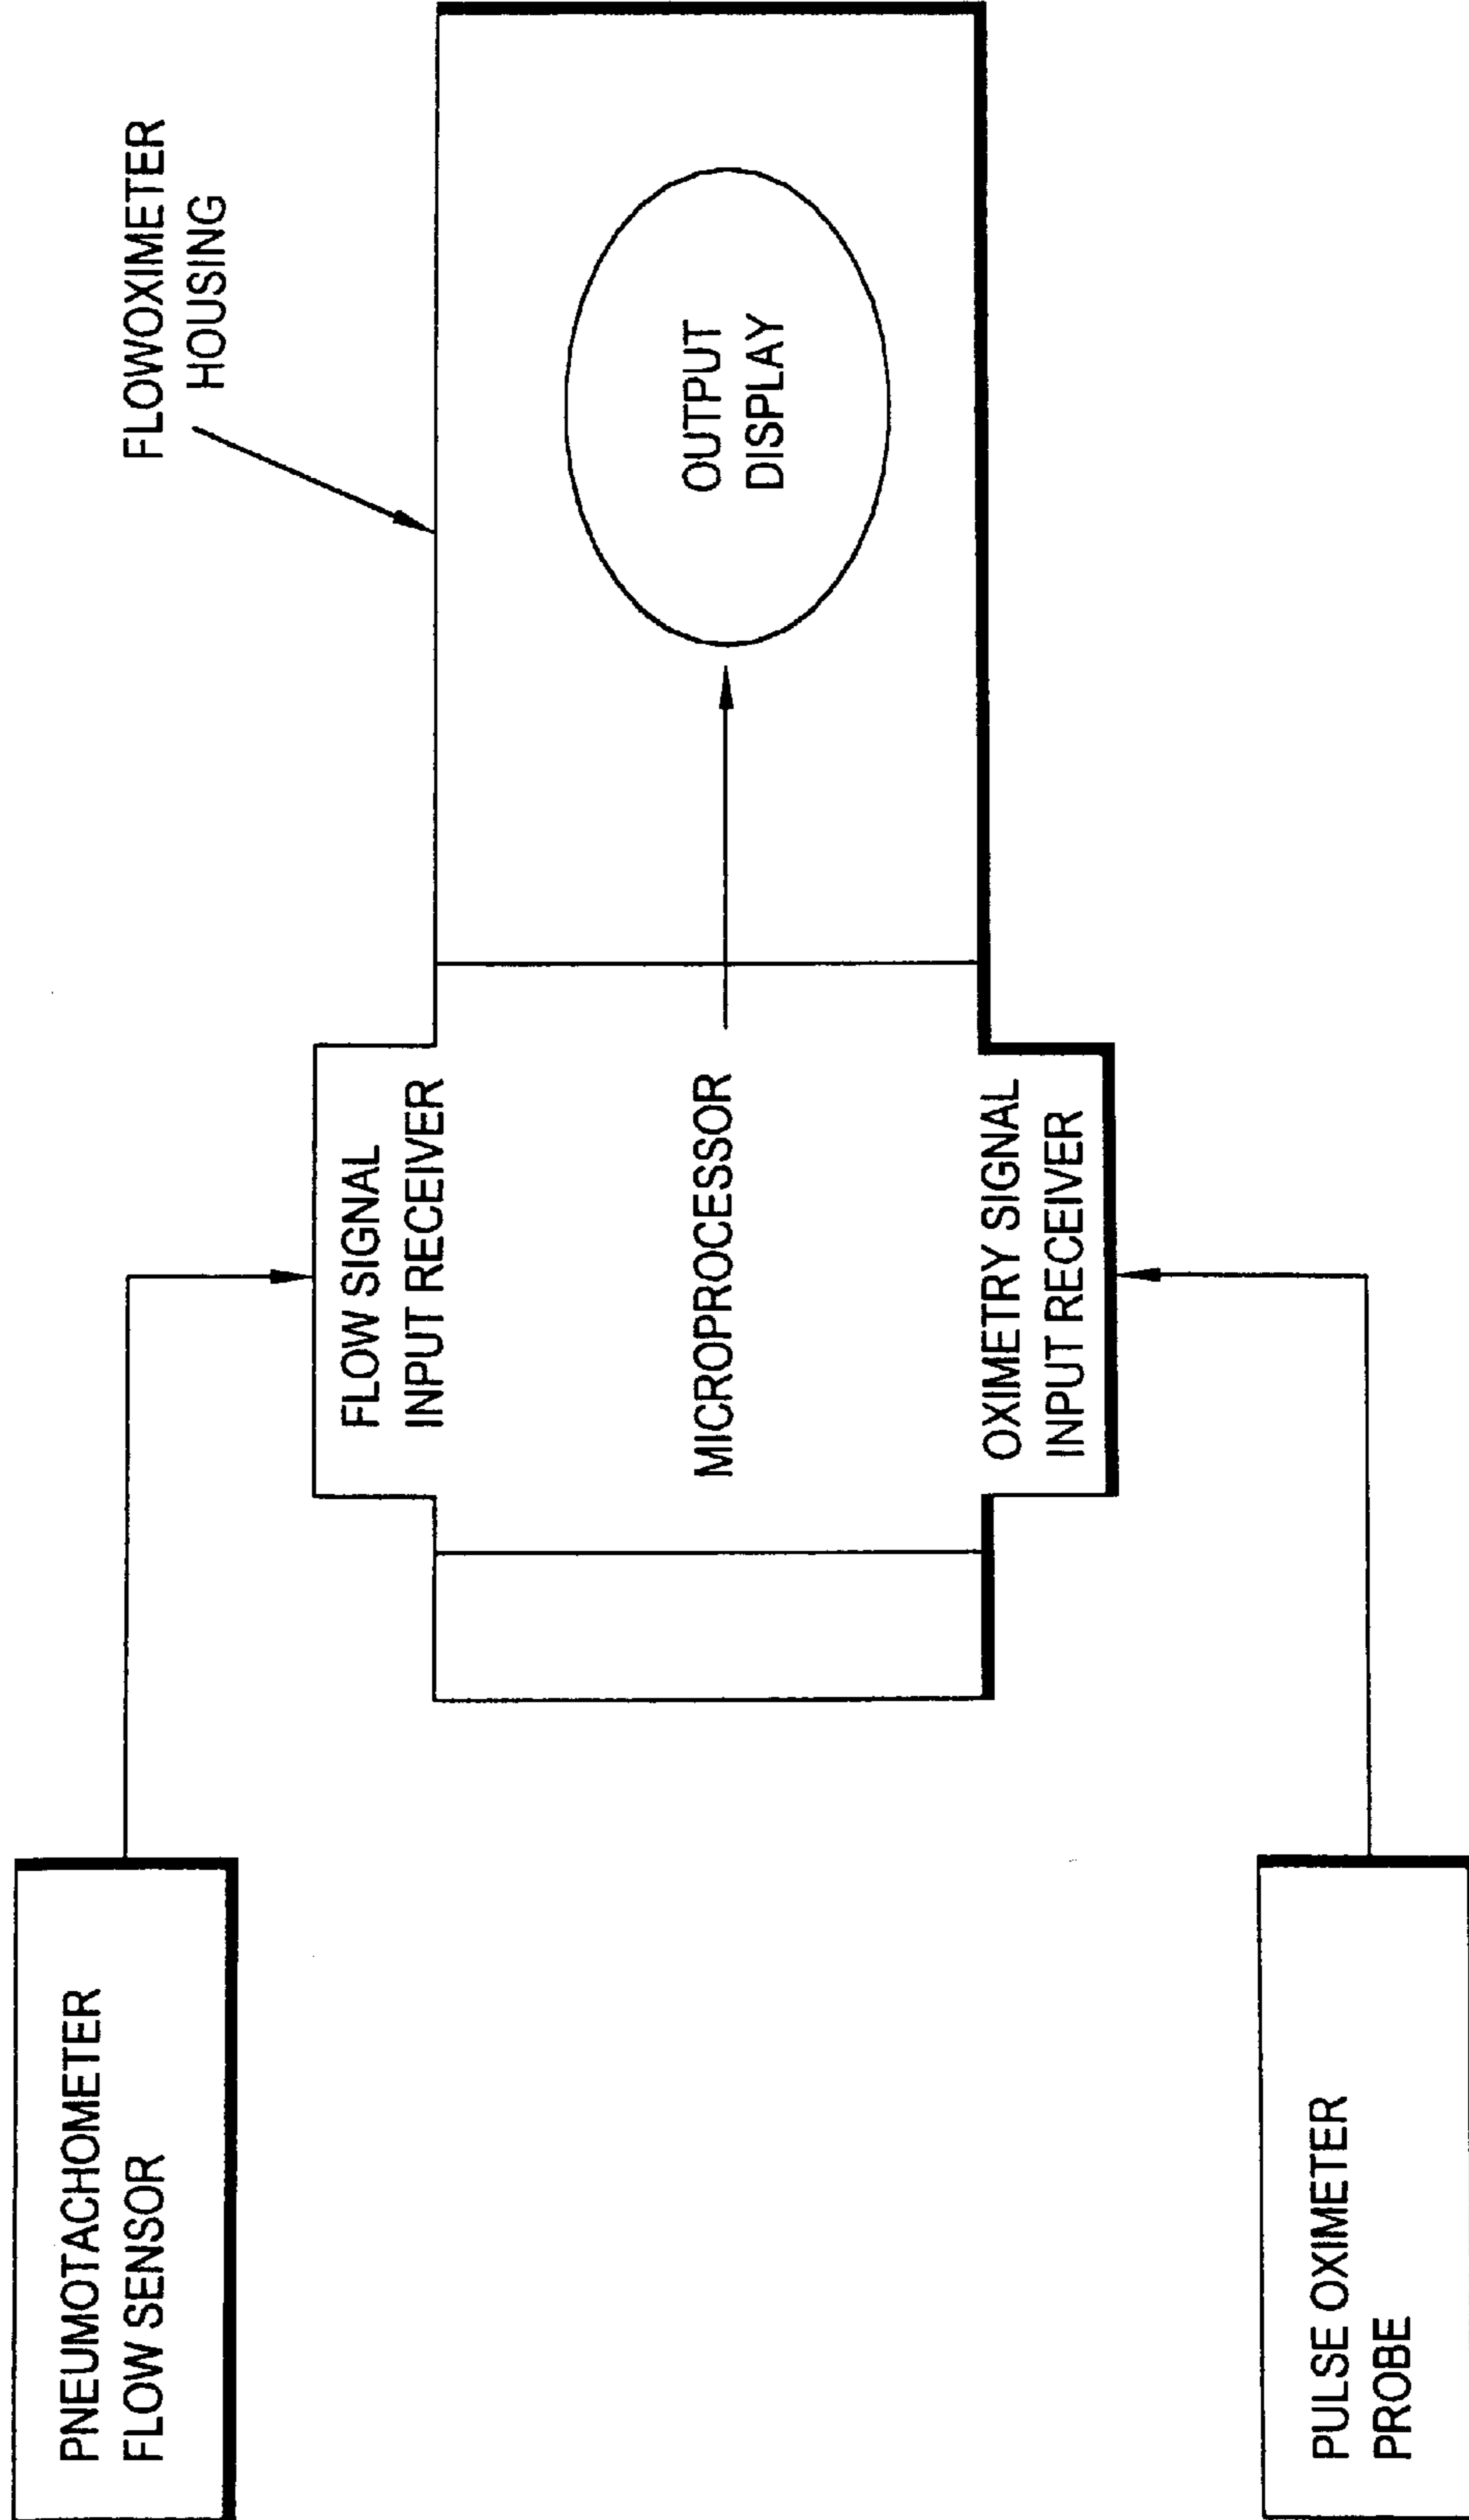 PNEUMOTACHOMETER
FLOW SENSOR
FLOW SIGNAL
INPUT RECEIVER
MICROPROCESSOR
OXIMETRY SIGNAL
INPUT RECEIVER
PULSE OXIMETER
PROBE
FLOWOXIMETER
HOUSING
OUTPUT
DISPLAY